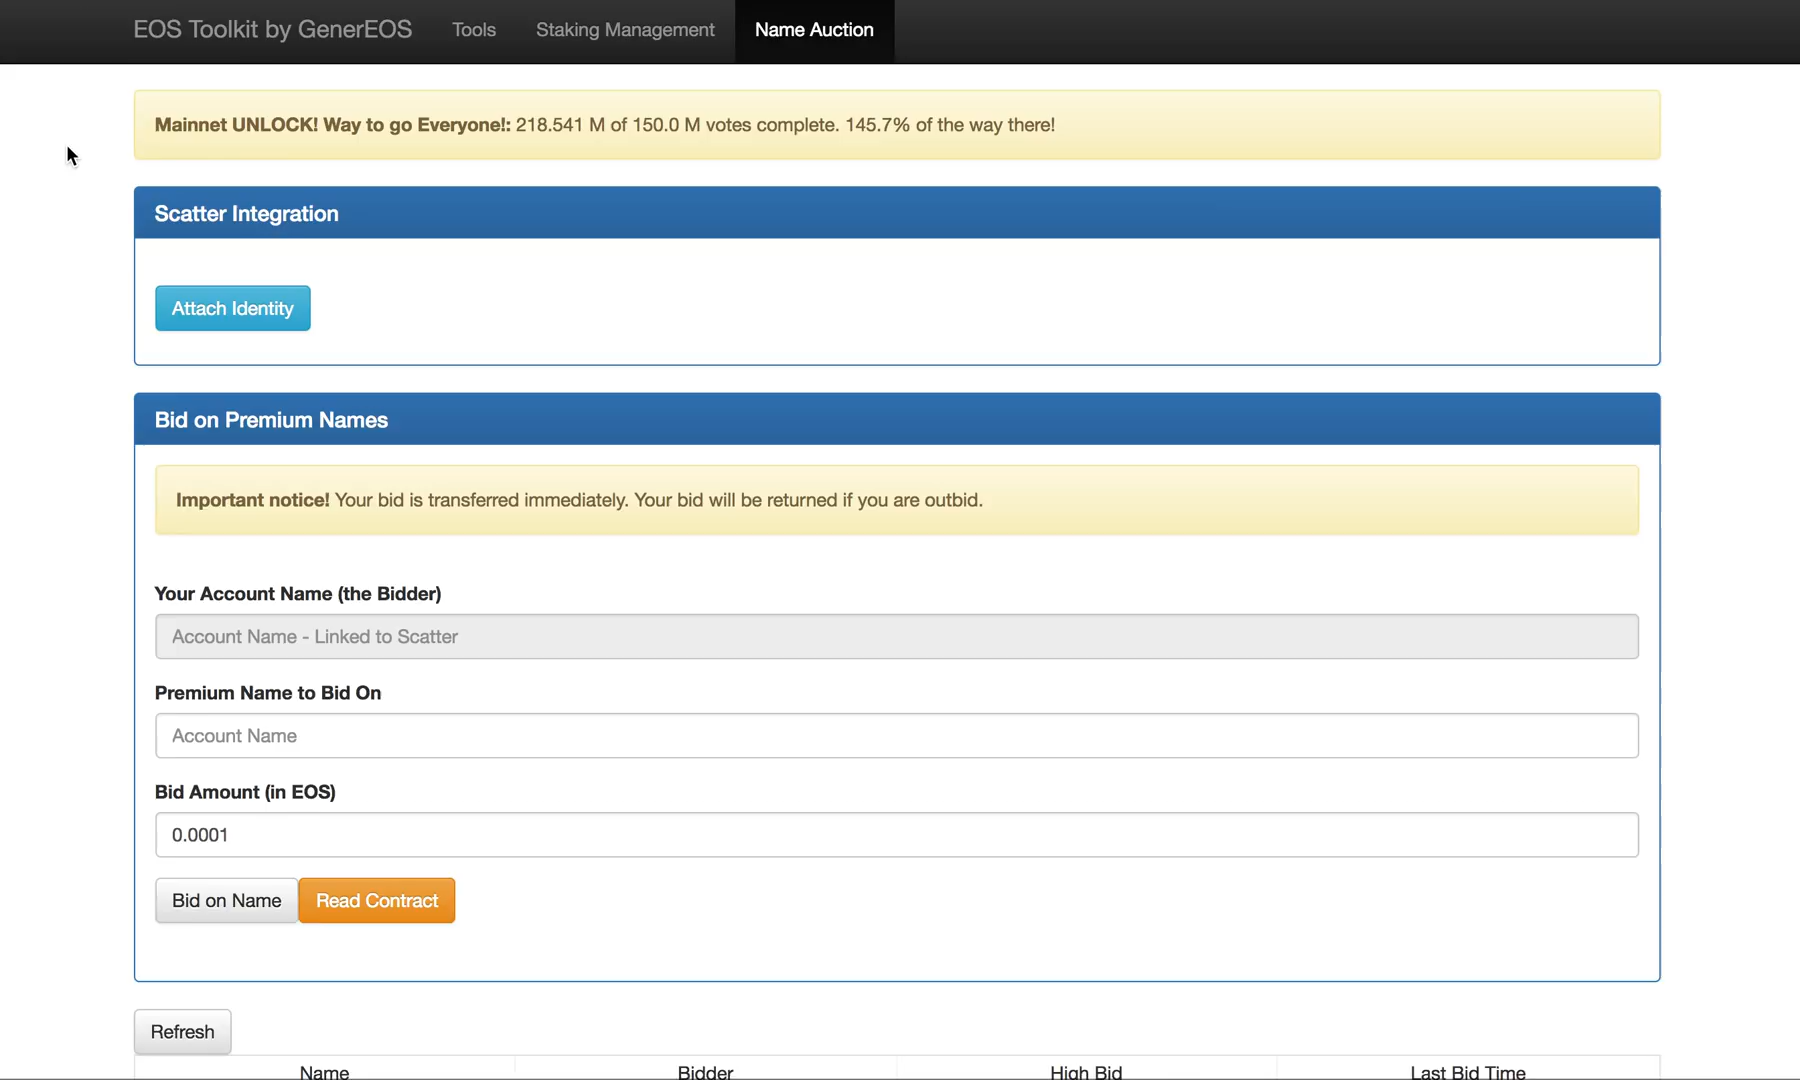 EOS Toolkit by GenerEOS Tools Staking Management Name Auction
Mainnet UNLOCK! Way to go Everyone!: 218.541 M of 150.0 M votes complete. 145.7% of the way there!
Scatter Integration
Attach Identity
Bid on Premium Names
Important notice! Your bid is transferred immediately. Your bid will be returned if you are outbid.
Your Account Name (the Bidder)
Account Name - Linked to Scatter
Premium Name to Bid On
Account Name
Bid Amount (in EOS)
0.0001
Bid on Name Read Contract
Refresh
Name Bidder High Bid Last Bid Time